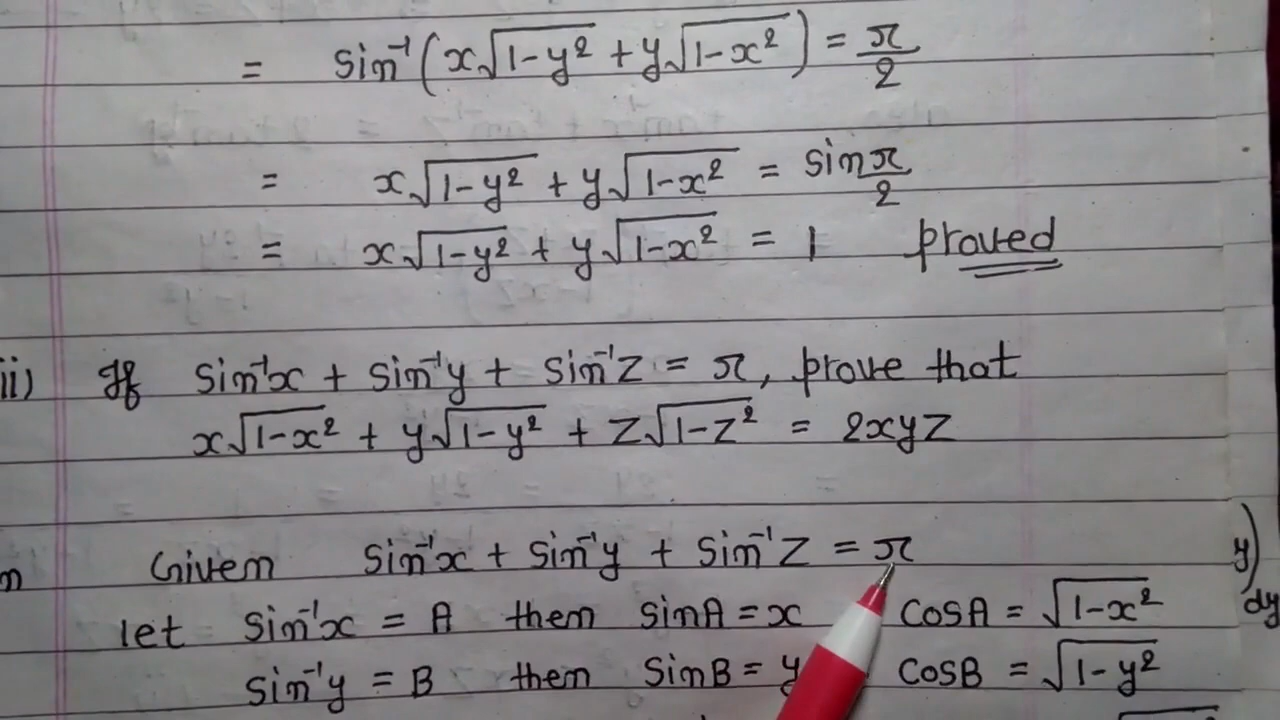 = sin⁻¹(x√1-y² + y√1-x²) = π/2
= x√1-y² + y√1-x² = sin π/2
= x√1-y² + y√1-x² = 1 proved
ii) If sin⁻¹x + sin⁻¹y + sin⁻¹z = π, prove that
x√1-x² + y√1-y² + z√1-z² = 2xyz
n Given sin⁻¹x + sin⁻¹y + sin⁻¹z = π
y)
let sin⁻¹x = A then sinA = x cosA = √1-x²
dy
sin⁻¹y = B then sinB = y cosB = √1-y²